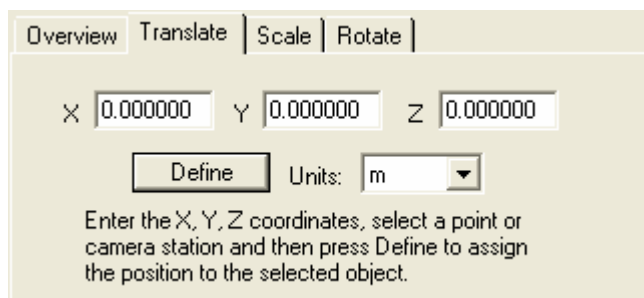 Overview Translate Scale Rotate
X 0.000000 Y 0.000000 Z 0.000000
Define Units: m
Enter the X, Y, Z coordinates, select a point or
camera station and then press Define to assign
the position to the selected object.